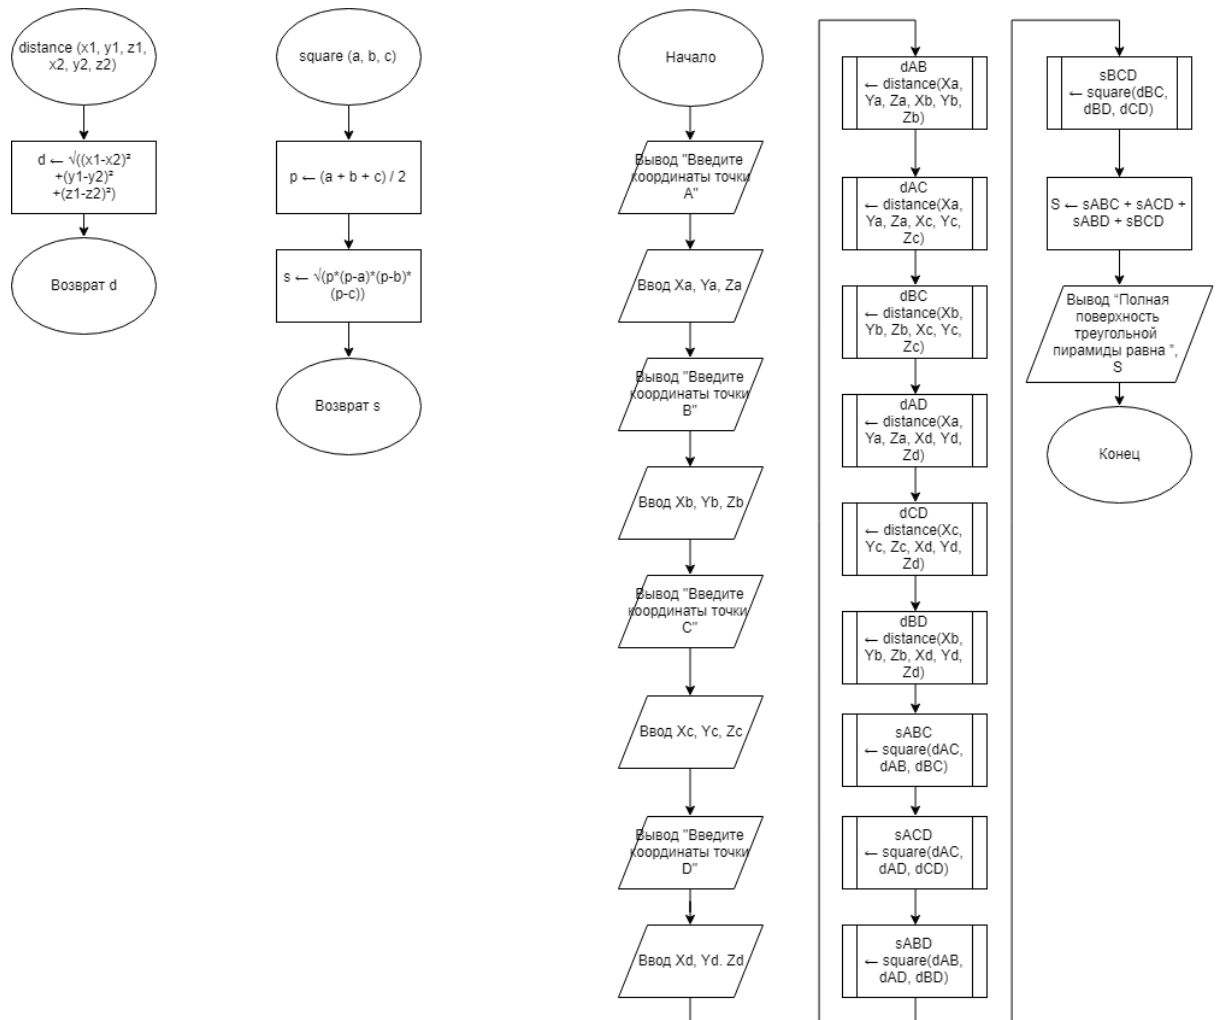 distance (x1, y1, z1,
x2, y2, z2)
d ← √((x1-x2)²
+(y1-y2)²
+(z1-z2)²)
Возврат d
square (a, b, c)
p ← (a + b + c) / 2
s ← √(p*(p-a)*(p-b)*
(p-c))
Возврат s
Начало
Вывод "Введите
координаты точки
A"
Ввод Xa, Ya, Za
Вывод "Введите
координаты точки
B"
Ввод Xb, Yb, Zb
Вывод "Введите
координаты точки
C"
Ввод Xc, Yc, Zc
Вывод "Введите
координаты точки
D"
Ввод Xd, Yd. Zd
dAB
← distance(Xa,
Ya, Za, Xb, Yb,
Zb)
dAC
← distance(Xa,
Ya, Za, Xc, Yc,
Zc)
dBC
← distance(Xb,
Yb, Zb, Xc, Yc,
Zc)
dAD
← distance(Xa,
Ya, Za, Xd, Yd,
Zd)
dCD
← distance(Xc,
Yc, Zc, Xd, Yd,
Zd)
dBD
← distance(Xb,
Yb, Zb, Xd, Yd,
Zd)
sABC
← square(dAC,
dAB, dBC)
sACD
← square(dAC,
dAD, dCD)
sABD
← square(dAB,
dAD, dBD)
sBCD
← square(dBC,
dBD, dCD)
S ← sABC + sACD +
sABD + sBCD
Вывод “Полная
поверхность
треугольной
пирамиды равна ”,
S
Конец